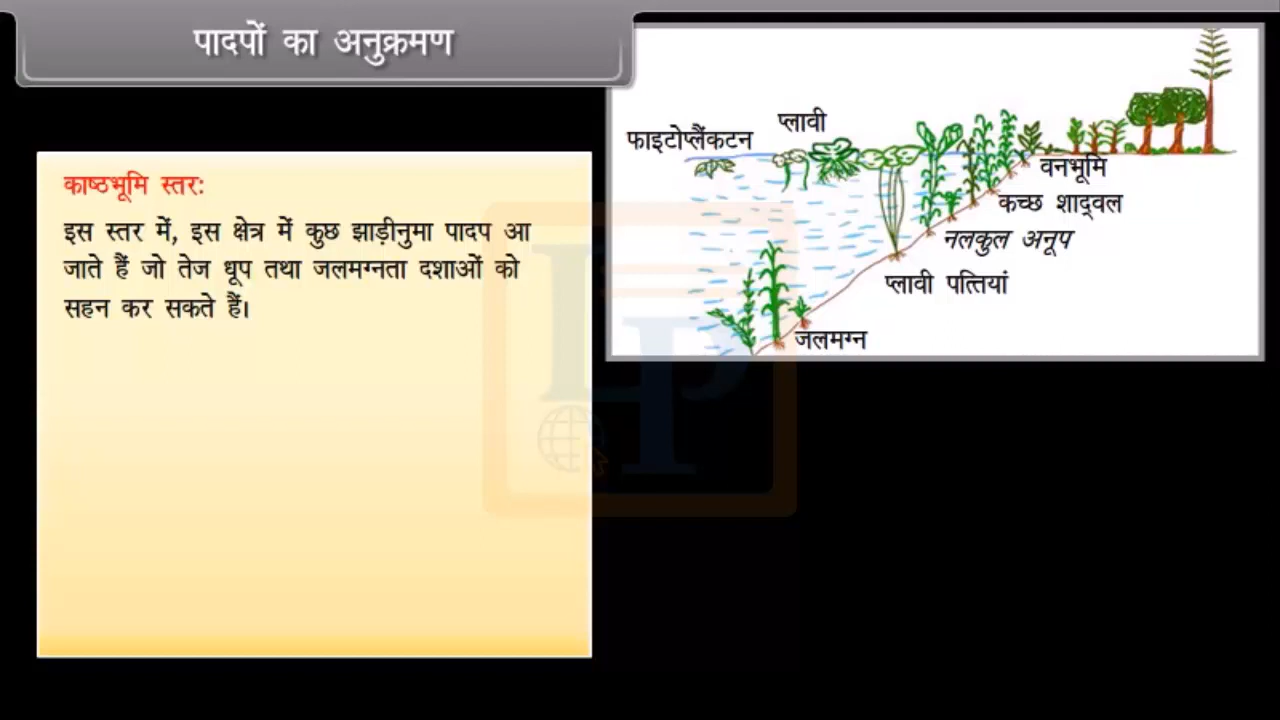 पादपों का अनुक्रमण
काष्ठभूमि स्तरः
इस स्तर में, इस क्षेत्र में कुछ झाड़ीनुमा पादप आ
जाते हैं जो तेज धूप तथा जलमग्नता दशाओं को
सहन कर सकते हैं।
फाइटोप्लैंकटन
प्लावी
वनभूमि
कच्छ शाद्वल
नलकुल अनूप
प्लावी पत्तियां
जलमग्न